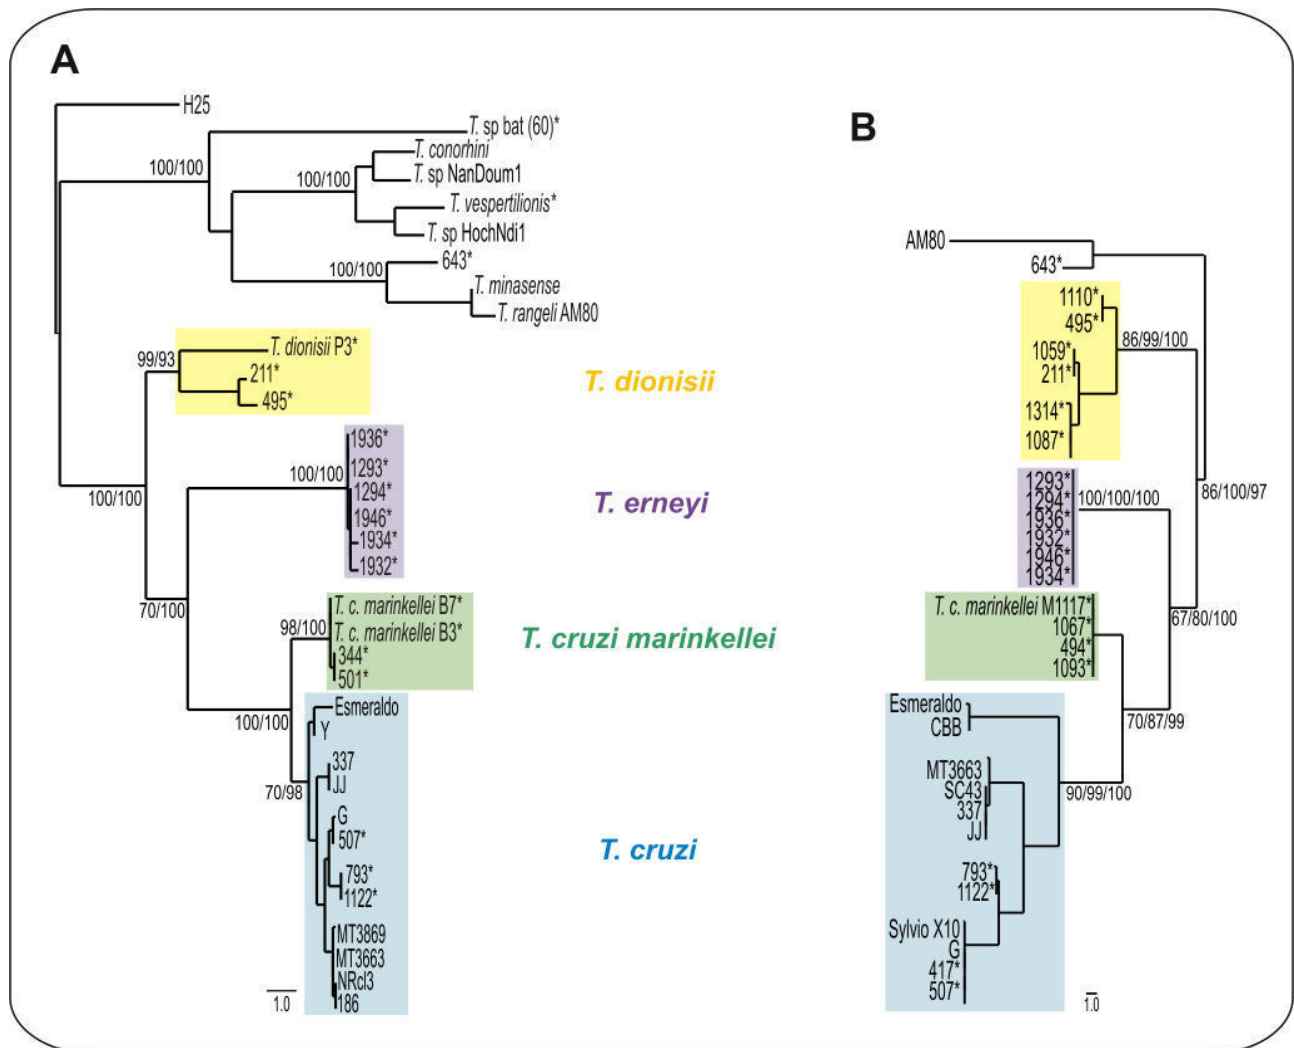 A
H25
T. sp bat (60)*
T. conorhini
100/100
100/100
T. sp NanDoum1
T. vespertilionis*
T. sp HochNdi1
643*
100/100
T. minasense
T. rangeli AM80
T. dionisii P3*
99/93
211*
495*
T. dionisii
1936*
1293*
100/100
1294*
100/100
1946*
1934*
1932*
T. erneyi
70/100
T. c. marinkellei B7*
98/100
T. c. marinkellei B3*
344*
501*
T. cruzi marinkellei
Esmeraldo
100/100
Y
337
JJ
70/98
G
507*
793*
1122*
T. cruzi
MT3869
MT3663
NRcl3
186
1.0
B
AM80
643*
1110*
495*
86/99/100
1059*
211*
1314*
1087*
1293*
1294*
100/100/100
86/100/97
1936*
1932*
1946*
1934*
T. c. marinkellei M1117*
67/80/100
1067*
494*
1093*
Esmeraldo
CBB
70/87/99
MT3663
SC43
90/99/100
337
JJ
793*
1122*
Sylvio X10
G
417*
507*
1.0